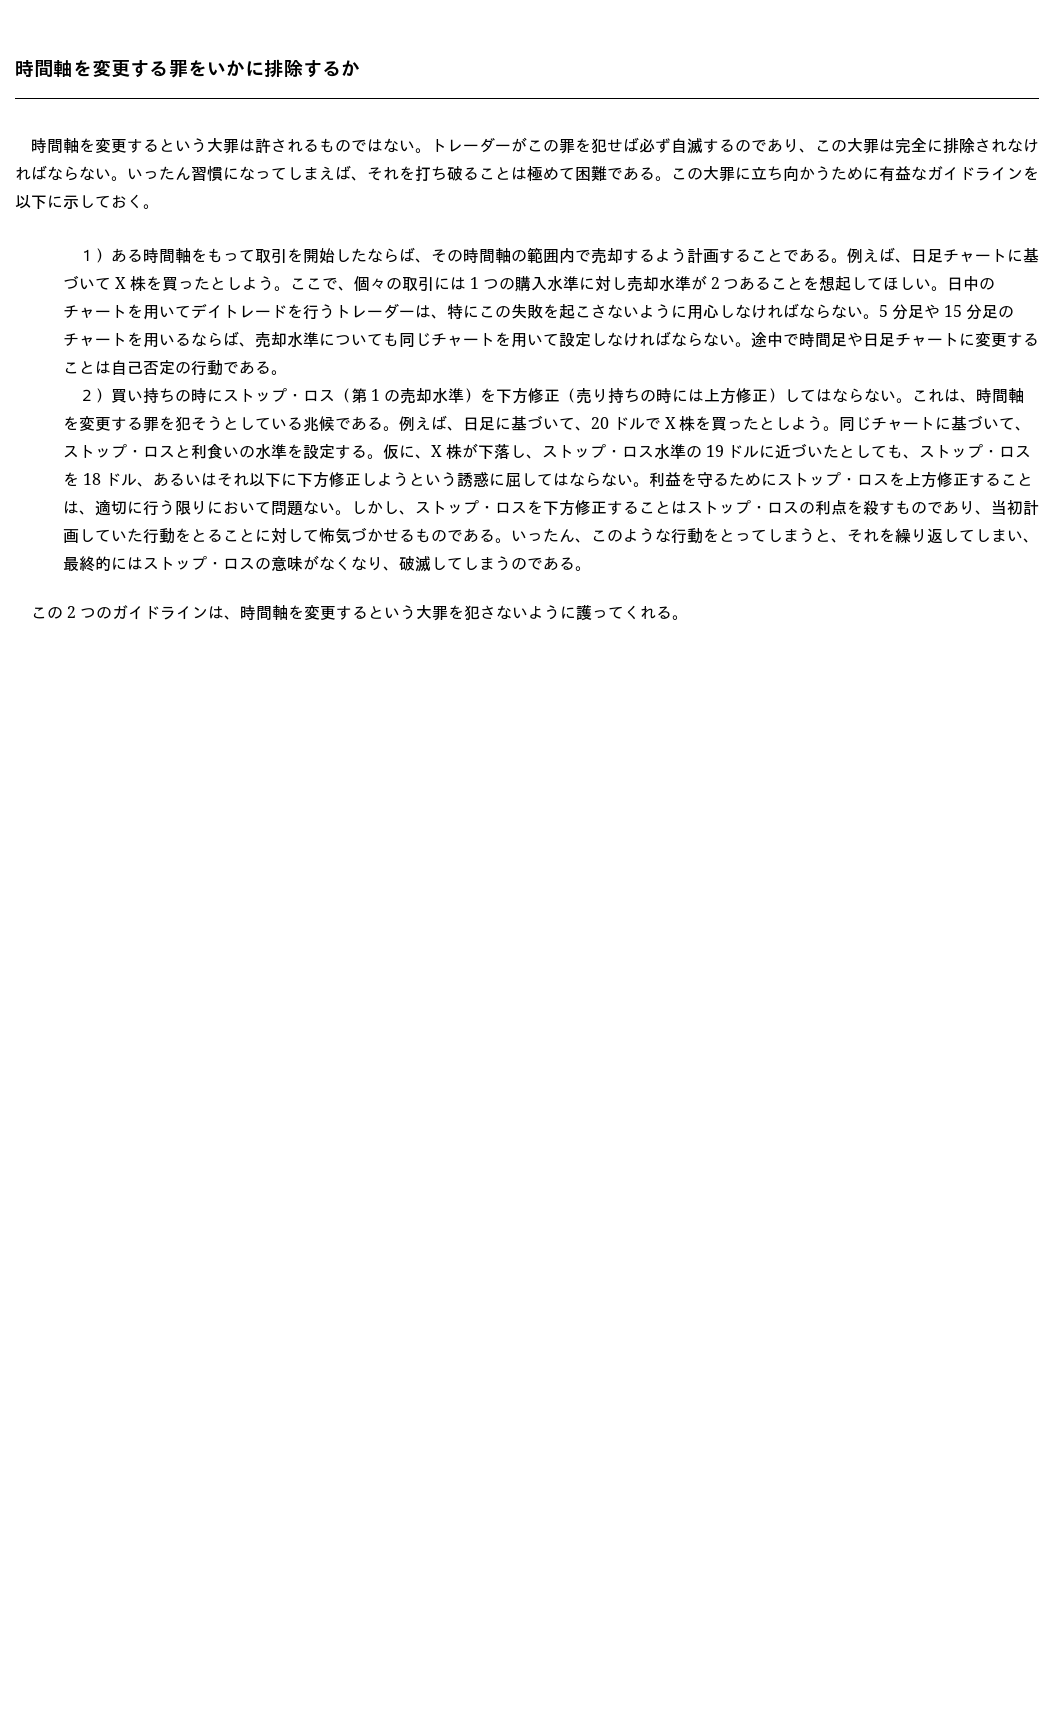 時間軸を変更する罪をいかに排除するか
時間軸を変更するという大罪は許されるものではない。トレーダーがこの罪を犯せば必ず自滅するのであり、この大罪は完全に排除されなけ
ればならない。いったん習慣になってしまえば、それを打ち破ることは極めて困難である。この大罪に立ち向かうために有益なガイドラインを
以下に示しておく。
１）ある時間軸をもって取引を開始したならば、その時間軸の範囲内で売却するよう計画することである。例えば、日足チャートに基
づいて X 株を買ったとしよう。ここで、個々の取引には 1 つの購入水準に対し売却水準が 2 つあることを想起してほしい。日中の
チャートを用いてデイトレードを行うトレーダーは、特にこの失敗を起こさないように用心しなければならない。5 分足や 15 分足の
チャートを用いるならば、売却水準についても同じチャートを用いて設定しなければならない。途中で時間足や日足チャートに変更する
ことは自己否定の行動である。
２）買い持ちの時にストップ・ロス（第 1 の売却水準）を下方修正（売り持ちの時には上方修正）してはならない。これは、時間軸
を変更する罪を犯そうとしている兆候である。例えば、日足に基づいて、20 ドルで X 株を買ったとしよう。同じチャートに基づいて、
ストップ・ロスと利食いの水準を設定する。仮に、X 株が下落し、ストップ・ロス水準の 19 ドルに近づいたとしても、ストップ・ロス
を 18 ドル、あるいはそれ以下に下方修正しようという誘惑に屈してはならない。利益を守るためにストップ・ロスを上方修正すること
は、適切に行う限りにおいて問題ない。しかし、ストップ・ロスを下方修正することはストップ・ロスの利点を殺すものであり、当初計
画していた行動をとることに対して怖気づかせるものである。いったん、このような行動をとってしまうと、それを繰り返してしまい、
最終的にはストップ・ロスの意味がなくなり、破滅してしまうのである。
この 2 つのガイドラインは、時間軸を変更するという大罪を犯さないように護ってくれる。